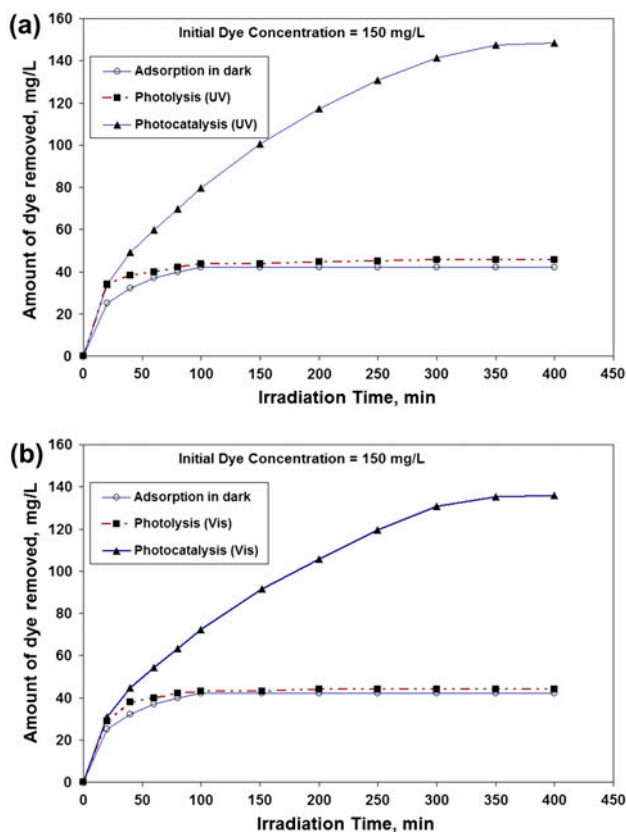 (a)
160
140
120
100
80
60
40
20
0
Amount of dye removed, mg/L
Initial Dye Concentration = 150 mg/L
Adsorption in dark
Photolysis (UV)
Photocatalysis (UV)
0 50 100 150 200 250 300 350 400 450
Irradiation Time, min
(b)
160
140
120
100
80
60
40
20
0
Amount of dye removed, mg/L
Initial Dye Concentration = 150 mg/L
Adsorption in dark
Photolysis (Vis)
Photocatalysis (Vis)
0 50 100 150 200 250 300 350 400 450
Irradiation Time, min